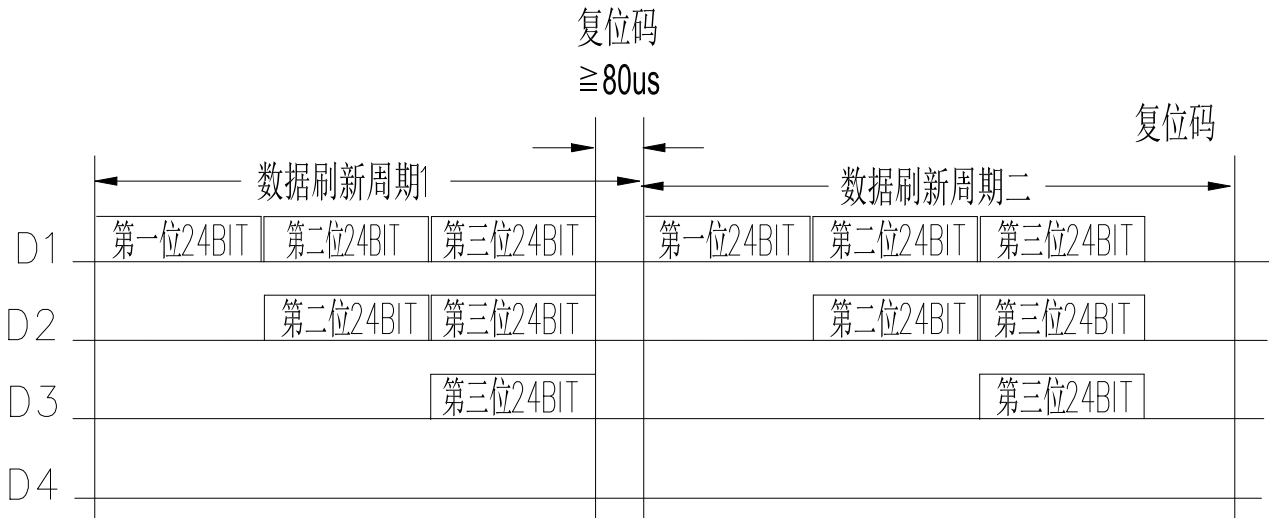 复位码
≧80us
复位码
数据刷新周期1
数据刷新周期二
D1 第一位24BIT 第二位24BIT 第三位24BIT 第一位24BIT 第二位24BIT 第三位24BIT
D2 第二位24BIT 第三位24BIT 第二位24BIT 第三位24BIT
D3 第三位24BIT 第三位24BIT
D4